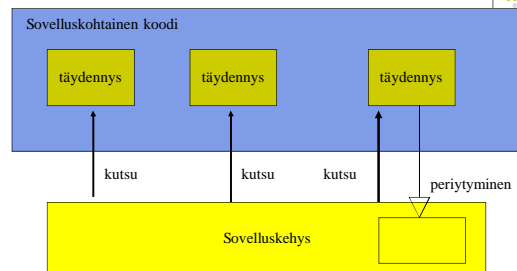 Sovelluskohtainen koodi
täydennys
täydennys
täydennys
kutsu
kutsu
kutsu
periytyminen
Sovelluskehys